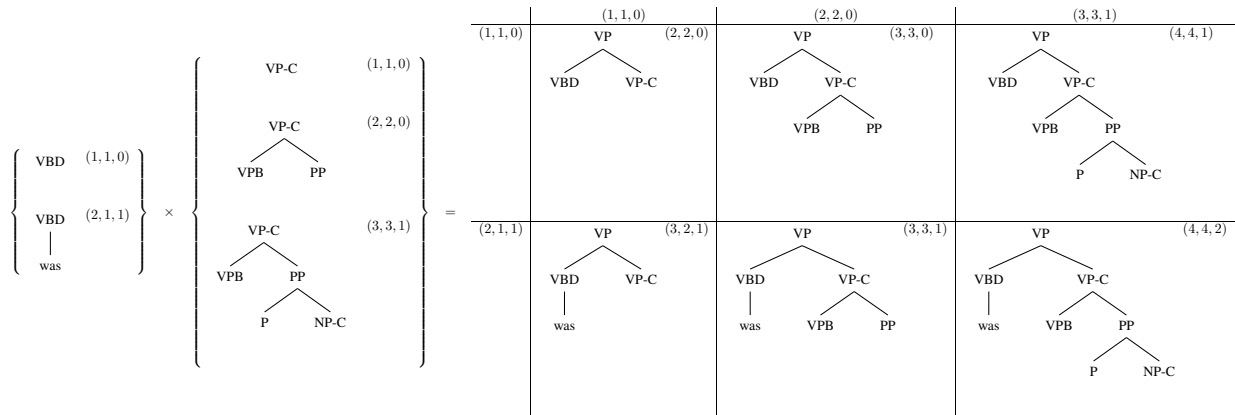 VBD (1, 1, 0)
VBD (2, 1, 1)
was
×
VP-C (1, 1, 0)
VP-C (2, 2, 0)
VPB PP
VP-C (3, 3, 1)
VPB PP
P NP-C
=
(1, 1, 0) (2, 2, 0) (3, 3, 1)
(1, 1, 0)
VP (2, 2, 0)
VBD VP-C
VP (3, 3, 0)
VBD VP-C
VPB PP
VP (4, 4, 1)
VBD VP-C
VPB PP
P NP-C
(2, 1, 1)
VP (3, 2, 1)
VBD VP-C
was
VP (3, 3, 1)
VBD VP-C
was VPB PP
VP (4, 4, 2)
VBD VP-C
was VPB PP
P NP-C